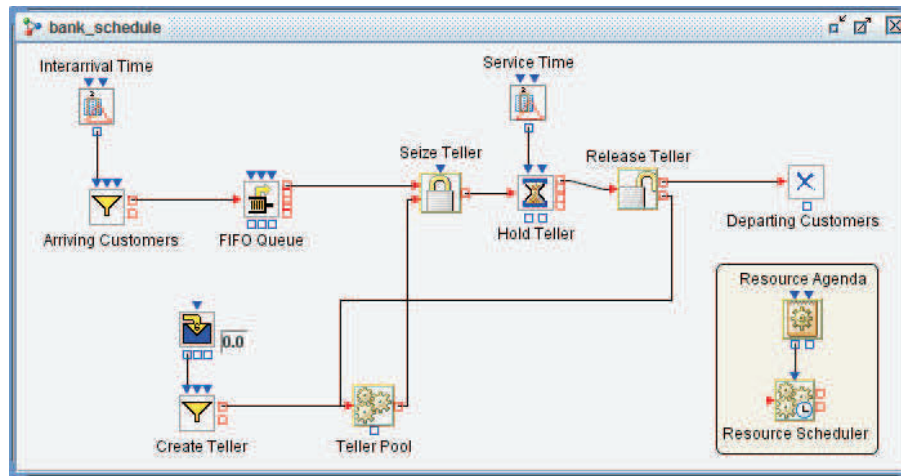 bank_schedule
Interarrival Time
Service Time
Seize Teller
Release Teller
Arriving Customers
FIFO Queue
Hold Teller
Departing Customers
Resource Agenda
0.0
Create Teller
Teller Pool
Resource Scheduler